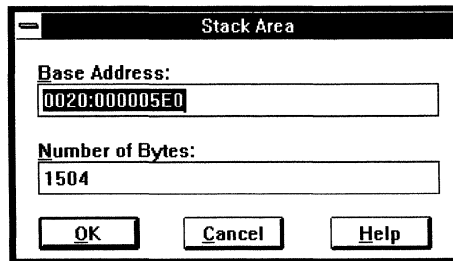 Stack Area
Base Address:
0020:000005E0
Number of Bytes:
1504
OK Cancel Help